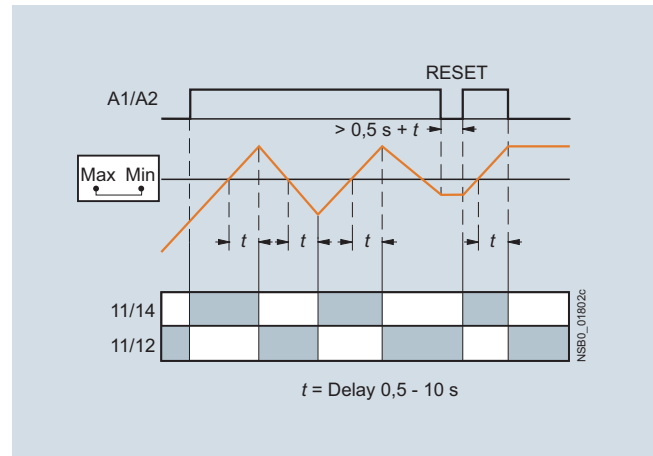 RESET
A1/A2
> 0,5 s + t
Max Min
t t t t
11/14
11/12
NSB0_01802c
t = Delay 0,5 - 10 s